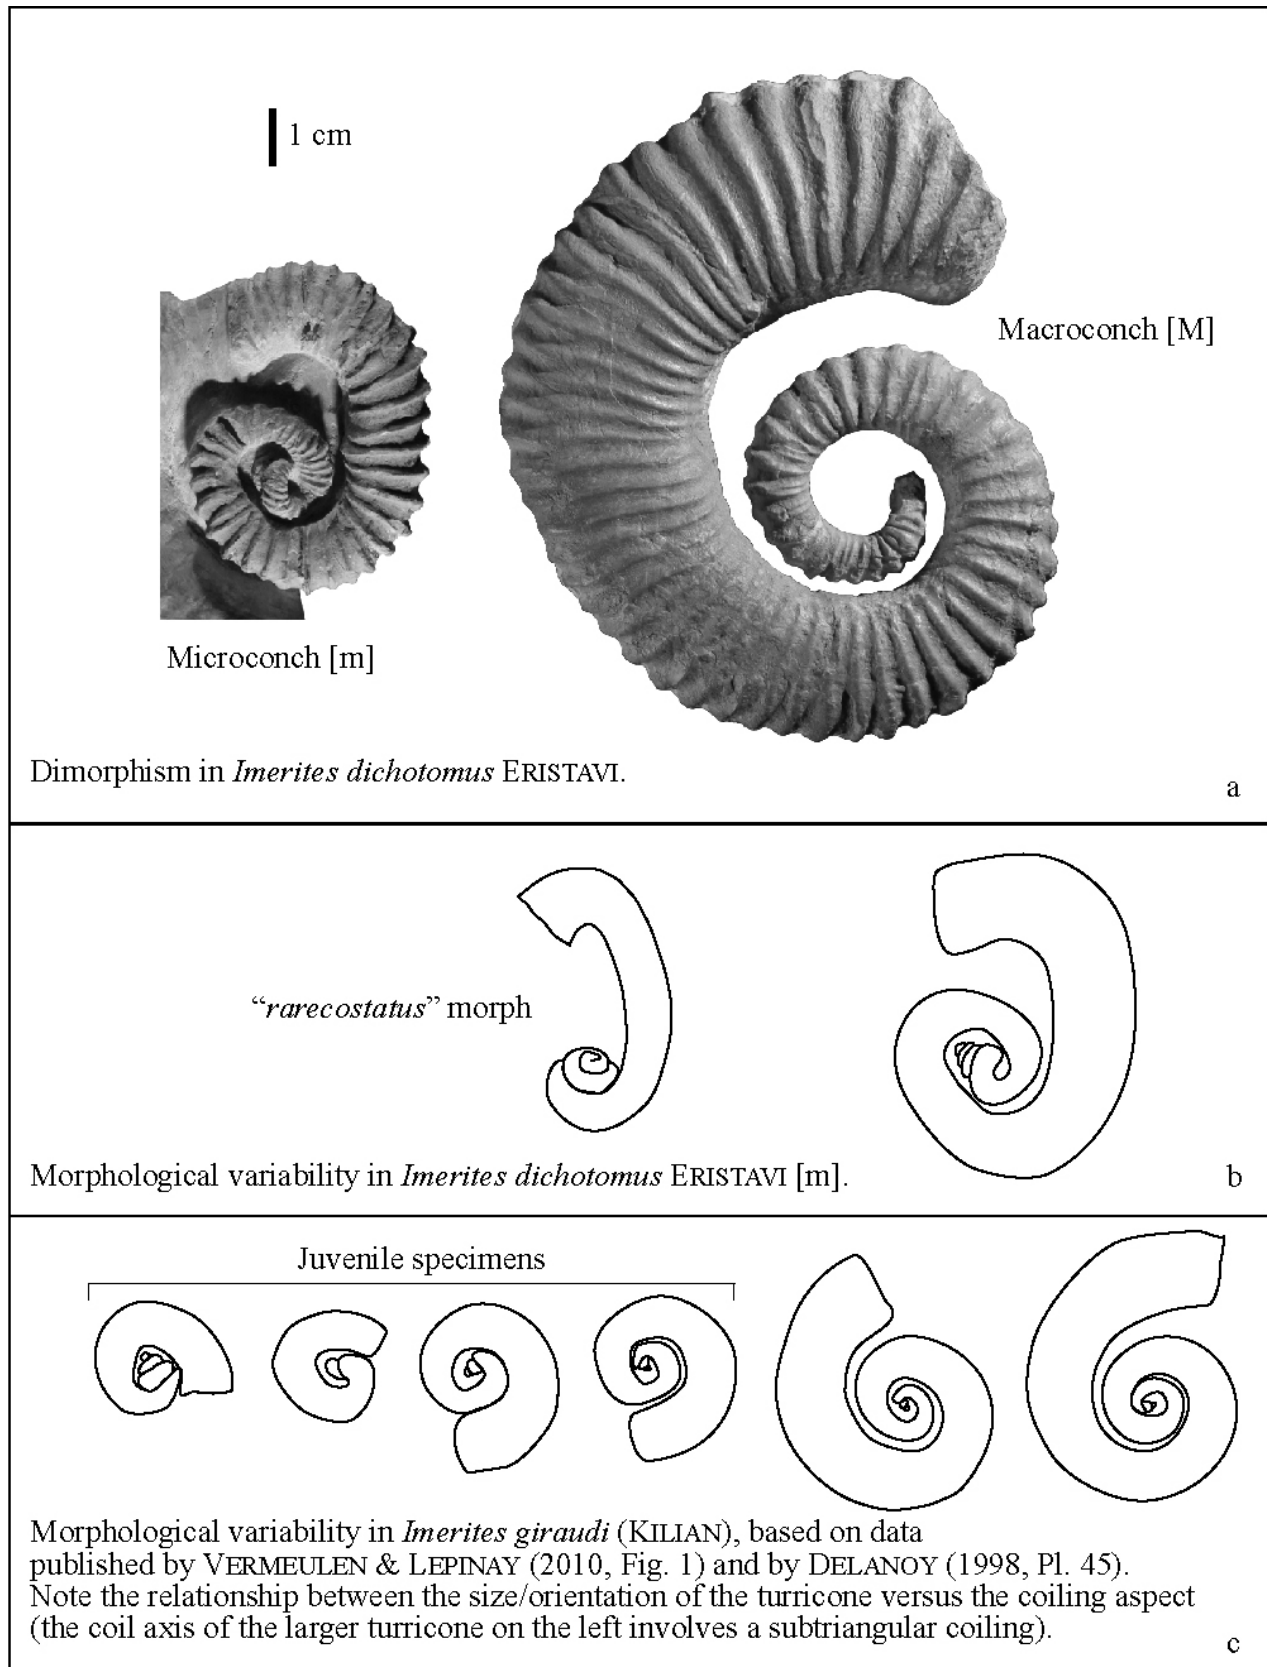 1 cm
Macroconch [M]
Microconch [m]
Dimorphism in Imerites dichotomus ERISTAVI.
a
“rarecostatus” morph
Morphological variability in Imerites dichotomus ERISTAVI [m].
b
Juvenile specimens
Morphological variability in Imerites giraudi (KILIAN), based on data
published by VERMEULEN & LEPINAY (2010, Fig. 1) and by DELANOY (1998, Pl. 45).
Note the relationship between the size/orientation of the turricone versus the coiling aspect
(the coil axis of the larger turricone on the left involves a subtriangular coiling).
c